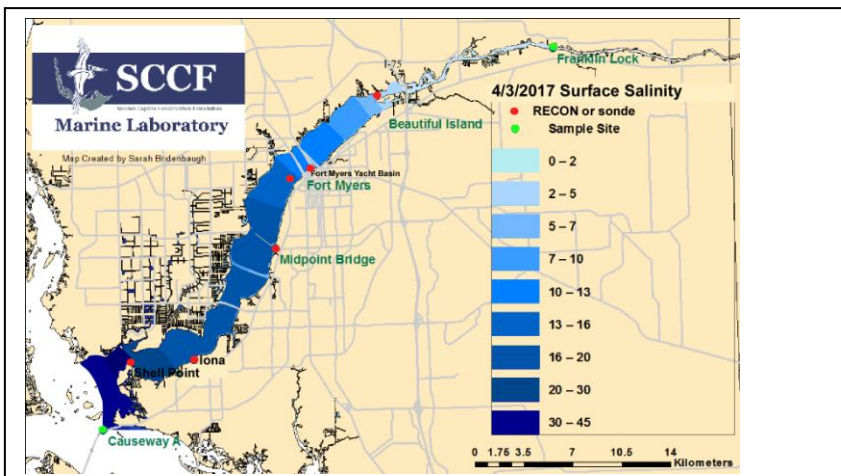 SCCF
Marine Laboratory
Map Created by Sarah Bridenbaugh
I-75
Franklin Lock
Beautiful Island
Fort Myers Yacht Basin
Fort Myers
Midpoint Bridge
Iona
Shell Point
Causeway A
4/3/2017 Surface Salinity
RECON or sonde
Sample Site
0 – 2
2 – 5
5 – 7
7 – 10
10 – 13
13 – 16
16 – 20
20 – 30
30 – 45
0 1.75 3.5 7 10.5 14
Kilometers